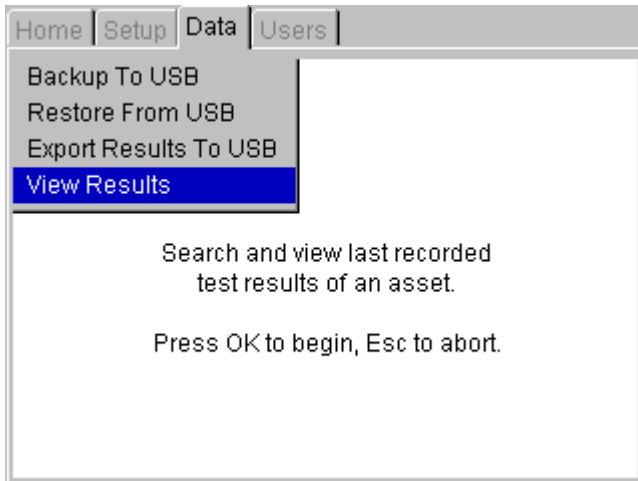 Home Setup Data Users
Backup To USB
Restore From USB
Export Results To USB
View Results
Search and view last recorded
test results of an asset.
Press OK to begin, Esc to abort.